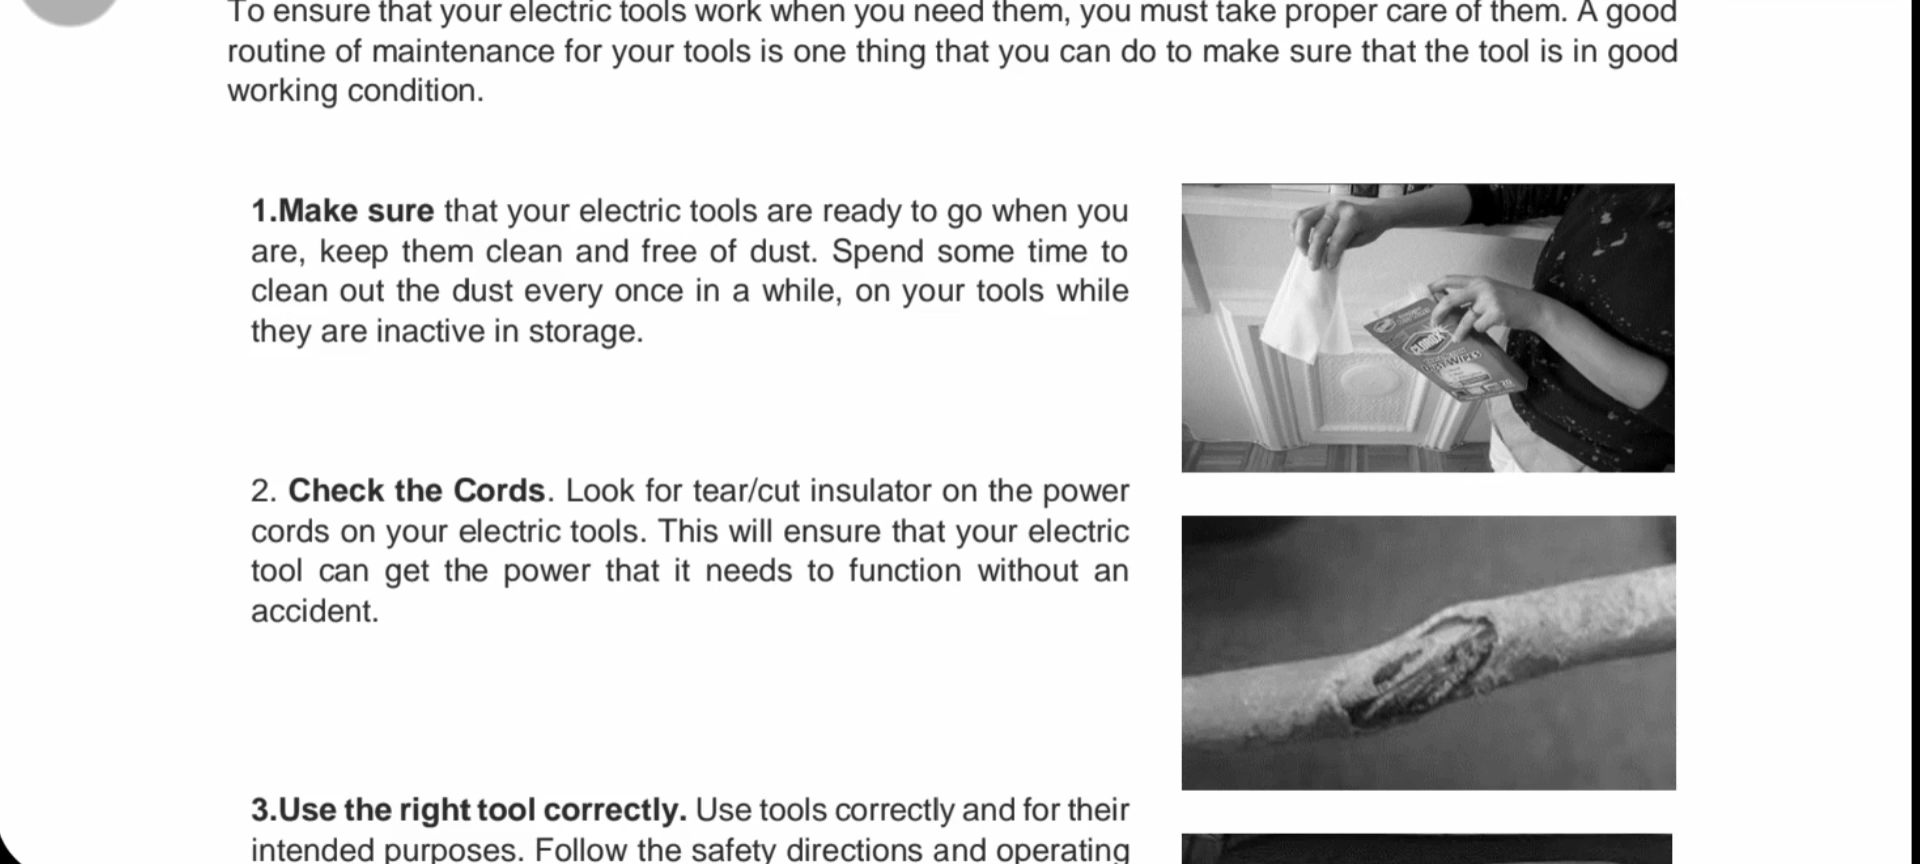 To ensure that your electric tools work when you need them, you must take proper care of them. A good
routine of maintenance for your tools is one thing that you can do to make sure that the tool is in good
working condition.
1.Make sure that your electric tools are ready to go when you
are, keep them clean and free of dust. Spend some time to
clean out the dust every once in a while, on your tools while
they are inactive in storage.
CLOROX
2. Check the Cords. Look for tear/cut insulator on the power
cords on your electric tools. This will ensure that your electric
tool can get the power that it needs to function without an
accident.
3.Use the right tool correctly. Use tools correctly and for their
intended purposes. Follow the safety directions and operating